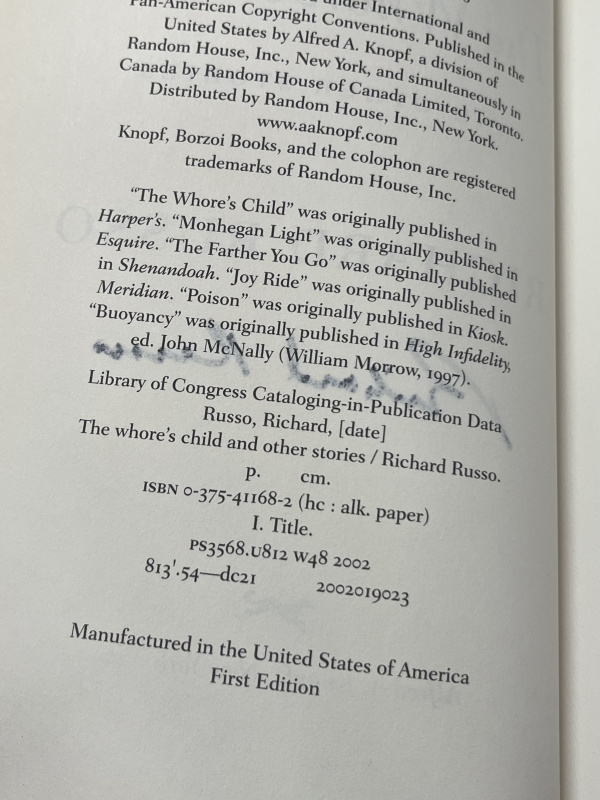 under International and
Pan-American Copyright Conventions. Published in the
United States by Alfred A. Knopf, a division of
Random House, Inc., New York, and simultaneously in
Canada by Random House of Canada Limited, Toronto.
Distributed by Random House, Inc., New York.
www.aaknopf.com
Knopf, Borzoi Books, and the colophon are registered
trademarks of Random House, Inc.
“The Whore’s Child” was originally published in
Harper’s. “Monhegan Light” was originally published in
Esquire. “The Farther You Go” was originally published
in Shenandoah. “Joy Ride” was originally published in
Meridian. “Poison” was originally published in Kiosk.
“Buoyancy” was originally published in High Infidelity,
ed. John McNally (William Morrow, 1997).
Library of Congress Cataloging-in-Publication Data
Russo, Richard, [date]
The whore’s child and other stories / Richard Russo.
p. cm.
ISBN 0-375-41168-2 (hc : alk. paper)
I. Title.
PS3568.U812 W48 2002
813'.54—dc21 2002019023
Manufactured in the United States of America
First Edition